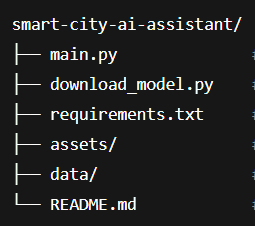 smart-city-ai-assistant/
├── main.py #
├── download_model.py #
├── requirements.txt #
├── assets/ #
├── data/ #
└── README.md #